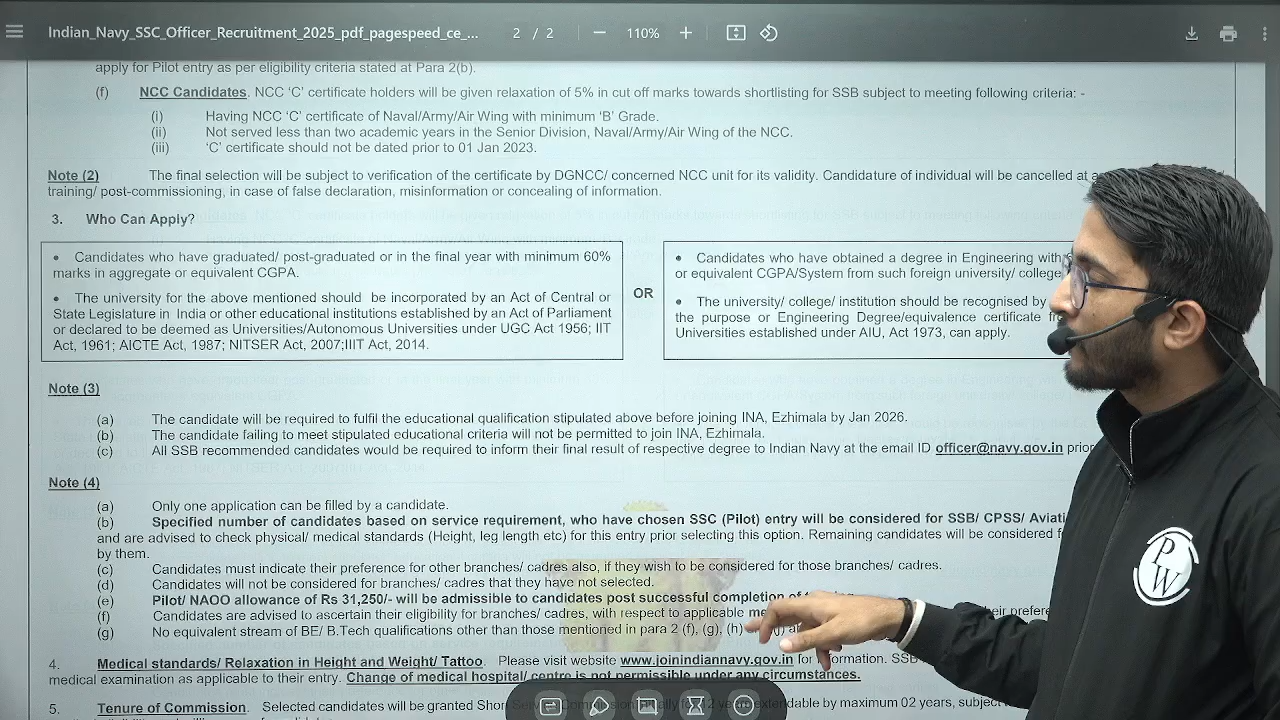 Indian_Navy_SSC_Officer_Recruitment_2025_pdf_pagespeed_ce_... 2 / 2 110%
apply for Pilot entry as per eligibility criteria stated at Para 2(b).
(f) NCC Candidates. NCC ‘C’ certificate holders will be given relaxation of 5% in cut off marks towards shortlisting for SSB subject to meeting following criteria: -
(i) Having NCC ‘C’ certificate of Naval/Army/Air Wing with minimum ‘B’ Grade.
(ii) Not served less than two academic years in the Senior Division, Naval/Army/Air Wing of the NCC.
(iii) ‘C’ certificate should not be dated prior to 01 Jan 2023.
Note (2) The final selection will be subject to verification of the certificate by DGNCC/ concerned NCC unit for its validity. Candidature of individual will be cancelled at
training/ post-commissioning, in case of false declaration, misinformation or concealing of information.
3. Who Can Apply?
• Candidates who have graduated/ post-graduated or in the final year with minimum 60%
marks in aggregate or equivalent CGPA.
• The university for the above mentioned should be incorporated by an Act of Central or
State Legislature in India or other educational institutions established by an Act of Parliament
or declared to be deemed as Universities/Autonomous Universities under UGC Act 1956; IIT
Act, 1961; AICTE Act, 1987; NITSER Act, 2007;IIIT Act, 2014.
OR
• Candidates who have obtained a degree in Engineering with
or equivalent CGPA/System from such foreign university/ college
• The university/ college/ institution should be recognised by
the purpose or Engineering Degree/equivalence certificate
Universities established under AIU, Act 1973, can apply.
Note (3)
(a) The candidate will be required to fulfil the educational qualification stipulated above before joining INA, Ezhimala by Jan 2026.
(b) The candidate failing to meet stipulated educational criteria will not be permitted to join INA, Ezhimala.
(c) All SSB recommended candidates would be required to inform their final result of respective degree to Indian Navy at the email ID officer@navy.gov.in prior
Note (4)
(a) Only one application can be filled by a candidate.
(b) Specified number of candidates based on service requirement, who have chosen SSC (Pilot) entry will be considered for SSB/ CPSS/ Aviati
and are advised to check physical/ medical standards (Height, leg length etc) for this entry prior selecting this option. Remaining candidates will be considered
by them.
(c) Candidates must indicate their preference for other branches/ cadres also, if they wish to be considered for those branches/ cadres.
(d) Candidates will not be considered for branches/ cadres that they have not selected.
(e) Pilot/ NAOO allowance of Rs 31,250/- will be admissible to candidates post successful completion of
(f) Candidates are advised to ascertain their eligibility for branches/ cadres, with respect to applicable
(g) No equivalent stream of BE/ B.Tech qualifications other than those mentioned in para 2 (f), (g), (h)
4. Medical standards/ Relaxation in Height and Weight/ Tattoo. Please visit website www.joinindiannavy.gov.in for SSB
medical examination as applicable to their entry. Change of medical hospital/ centre is not permissible under any circumstances.
5. Tenure of Commission. Selected candidates will be granted Short by maximum 02 years, subject
PW